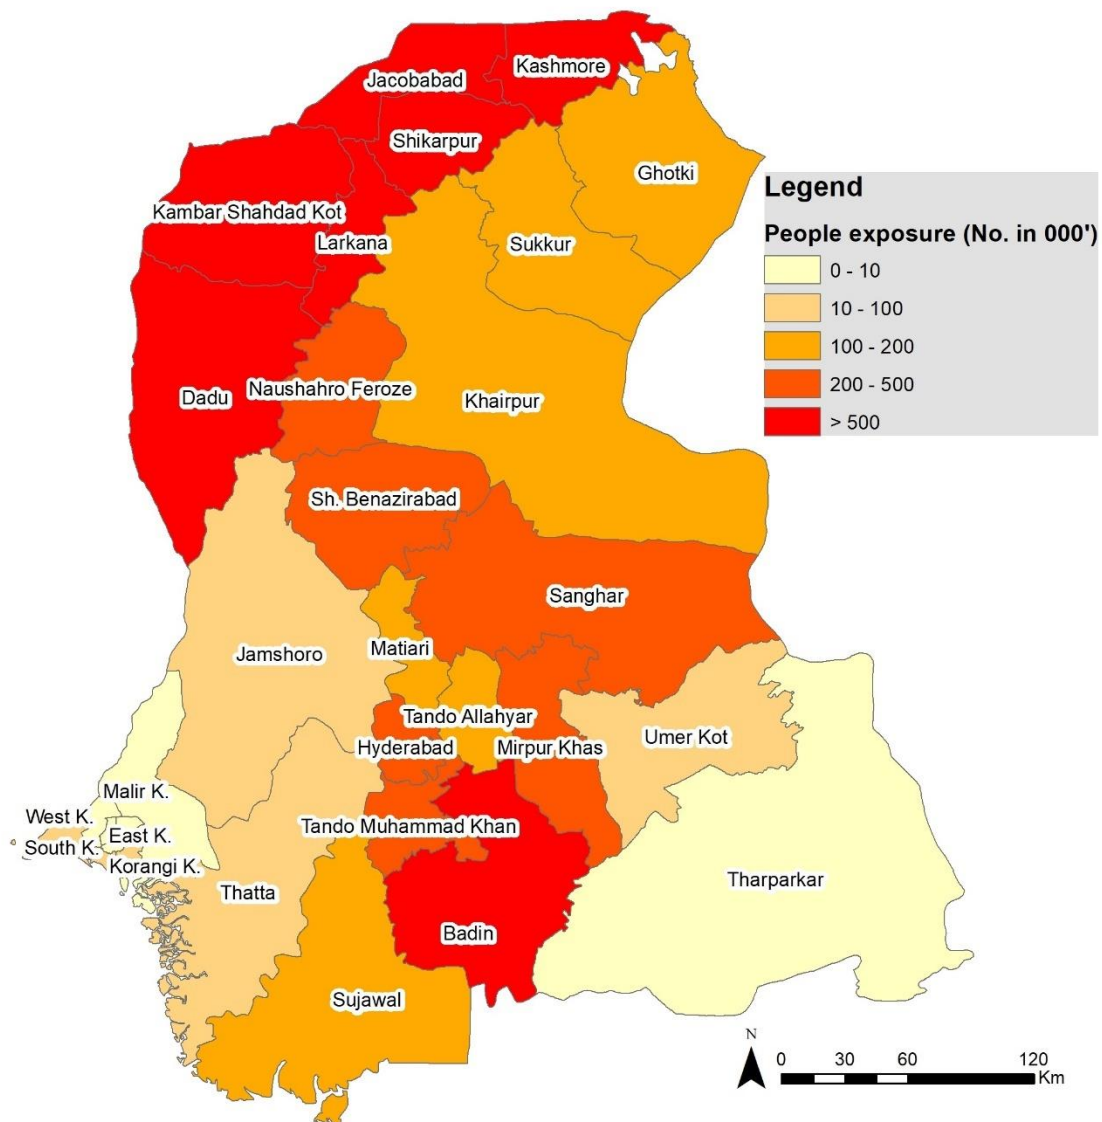 Kashmore
Jacobabad
Shikarpur
Ghotki
Kambar Shahdad Kot
Larkana
Sukkur
Dadu
Naushahro Feroze
Khairpur
Sh. Benazirabad
Sanghar
Jamshoro
Matiari
Tando Allahyar
Hyderabad
Mirpur Khas
Umer Kot
Malir K.
West K.
East K.
South K.
Korangi K.
Tando Muhammad Khan
Thatta
Tharparkar
Badin
Sujawal
Legend
People exposure (No. in 000')
0 - 10
10 - 100
100 - 200
200 - 500
> 500
N
0 30 60 120
Km